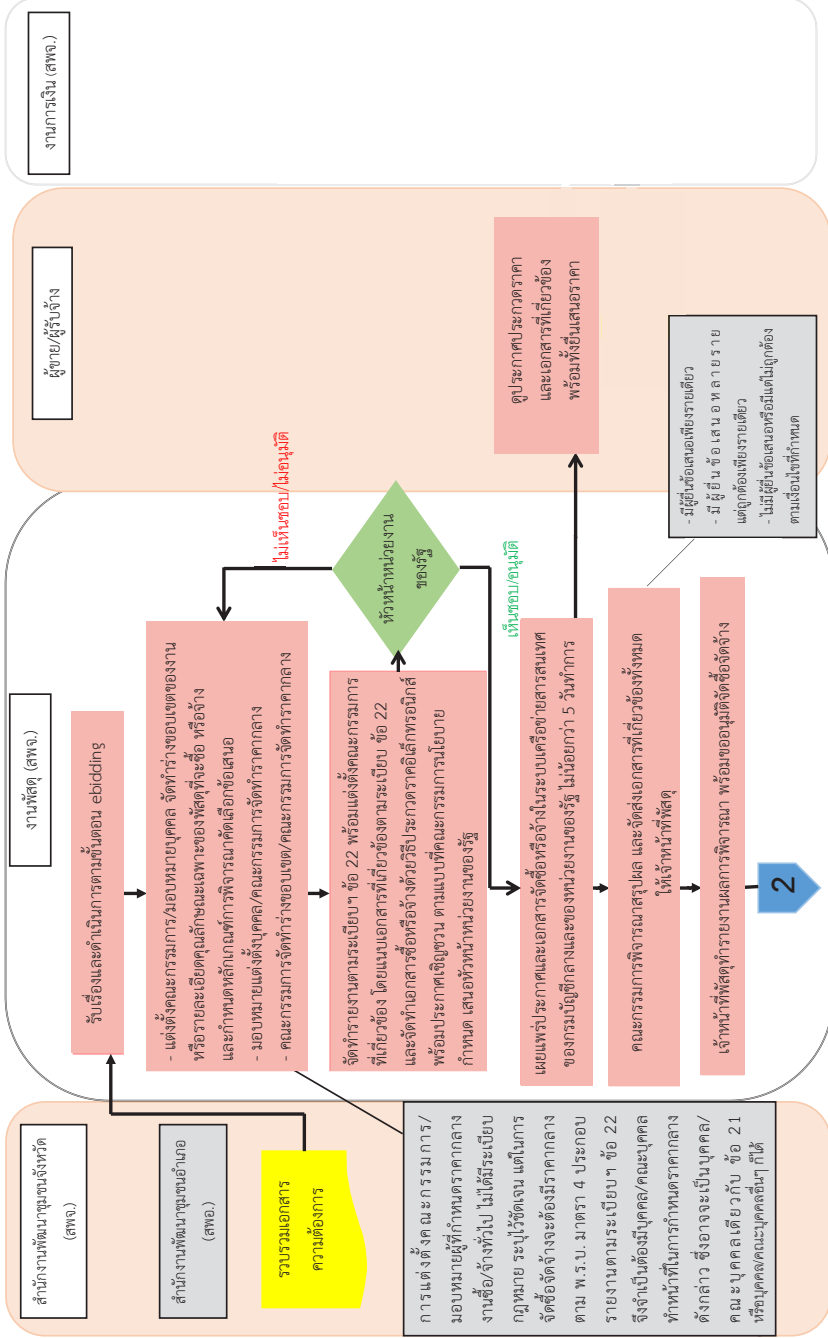 สำนักงานพัฒนาชุมชนจังหวัด
(สพจ.)
สำนักงานพัฒนาชุมชนอำเภอ
(สพอ.)
รวบรวมเอกสาร
ความต้องการ
การแต่งตั้งคณะกรรมการ/
มอบหมายผู้ที่กำหนดราคากลาง
งานซื้อ/จ้างทั่วไป ไม่ได้มีระเบียบ
กฎหมาย ระบุไว้ชัดเจน แต่ในการ
จัดซื้อจัดจ้างจะต้องมีราคากลาง
ตาม พ.ร.บ. มาตรา 4 ประกอบ
รายงานตามระเบียบฯ ข้อ 22
จึงจำเป็นต้องมีบุคคล/คณะบุคคล
ทำหน้าที่ในการกำหนดราคากลาง
ดังกล่าว ซึ่งอาจจะเป็นบุคคล/
คณะบุคคลเดียวกับ ข้อ 21
หรือบุคคล/คณะบุคคลอื่นๆ ก็ได้
งานพัสดุ (สพจ.)
รับเรื่องและดำเนินการตามขั้นตอน ebidding
- แต่งตั้งคณะกรรมการ/มอบหมายบุคคล จัดทำร่างขอบเขตของงาน
หรือรายละเอียดคุณลักษณะเฉพาะของพัสดุที่จะซื้อ หรือจ้าง
และกำหนดหลักเกณฑ์การพิจารณาคัดเลือกข้อเสนอ
- มอบหมายแต่งตั้งบุคคล/คณะกรรมการจัดทำราคากลาง
- คณะกรรมการจัดทำร่างขอบเขต/คณะกรรมการจัดทำราคากลาง
จัดทำรายงานตามระเบียบฯ ข้อ 22 พร้อมแต่งตั้งคณะกรรมการ
ที่เกี่ยวข้อง โดยแนบเอกสารที่เกี่ยวข้องตามระเบียบ ข้อ 22
และจัดทำเอกสารซื้อหรือจ้างด้วยวิธีประกวดราคาอิเล็กทรอนิกส์
พร้อมประกาศเชิญชวน ตามแบบที่คณะกรรมการนโยบาย
กำหนด เสนอหัวหน้าหน่วยงานของรัฐ
หัวหน้าหน่วยงาน
ของรัฐ
ไม่เห็นชอบ/ไม่อนุมัติ
เห็นชอบ/อนุมัติ
เผยแพร่ประกาศและเอกสารจัดซื้อหรือจ้างในระบบเครือข่ายสารสนเทศ
ของกรมบัญชีกลางและของหน่วยงานของรัฐ ไม่น้อยกว่า 5 วันทำการ
คณะกรรมการพิจารณาสรุปผล และจัดส่งเอกสารที่เกี่ยวข้องทั้งหมด
ให้เจ้าหน้าที่พัสดุ
เจ้าหน้าที่พัสดุทำรายงานผลการพิจารณา พร้อมขออนุมัติจัดซื้อจัดจ้าง
2
ผู้ขาย/ผู้รับจ้าง
ดูประกาศประกวดราคา
และเอกสารที่เกี่ยวข้อง
พร้อมทั้งยื่นเสนอราคา
- มีผู้ยื่นข้อเสนอเพียงรายเดียว
- มีผู้ยื่นข้อเสนอหลายราย
แต่ถูกต้องเพียงรายเดียว
- ไม่มีผู้ยื่นข้อเสนอหรือมีแต่ไม่ถูกต้อง
ตามเงื่อนไขที่กำหนด
งานการเงิน (สพจ.)